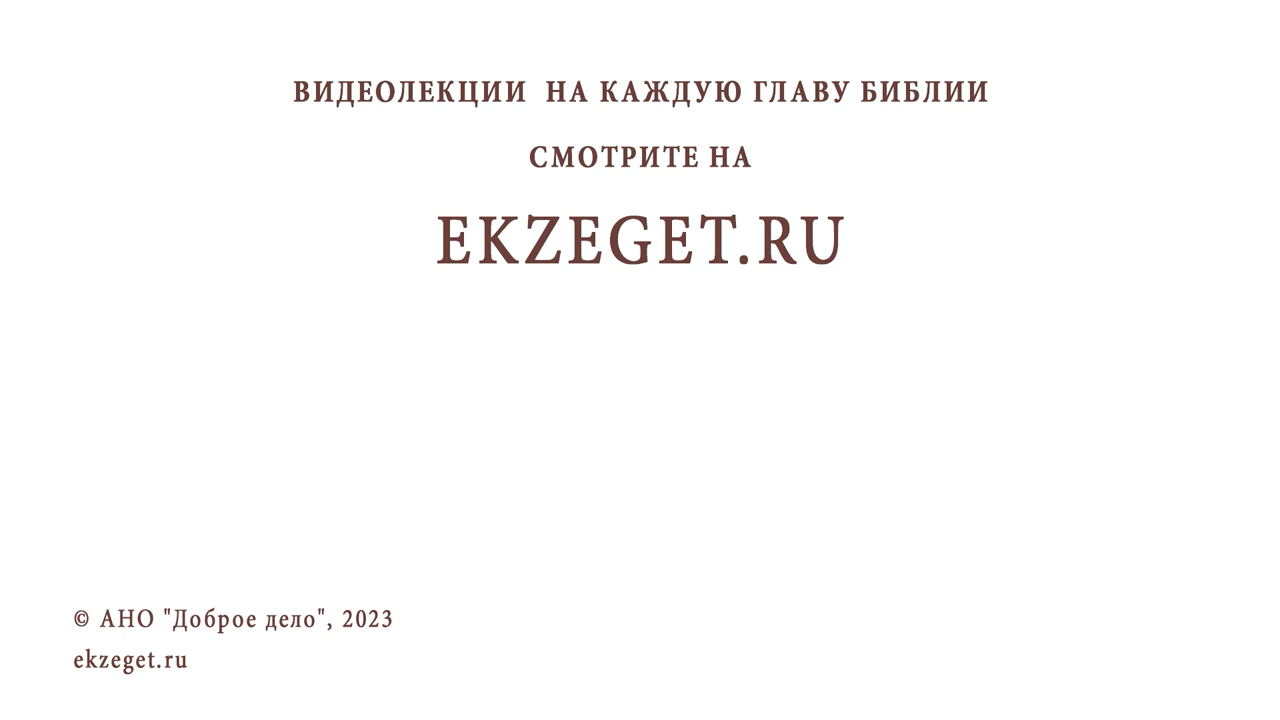 ВИДЕОЛЕКЦИИ НА КАЖДУЮ ГЛАВУ БИБЛИИ
СМОТРИТЕ НА
EKZEGET.RU
© АНО "Доброе дело", 2023
ekzeget.ru